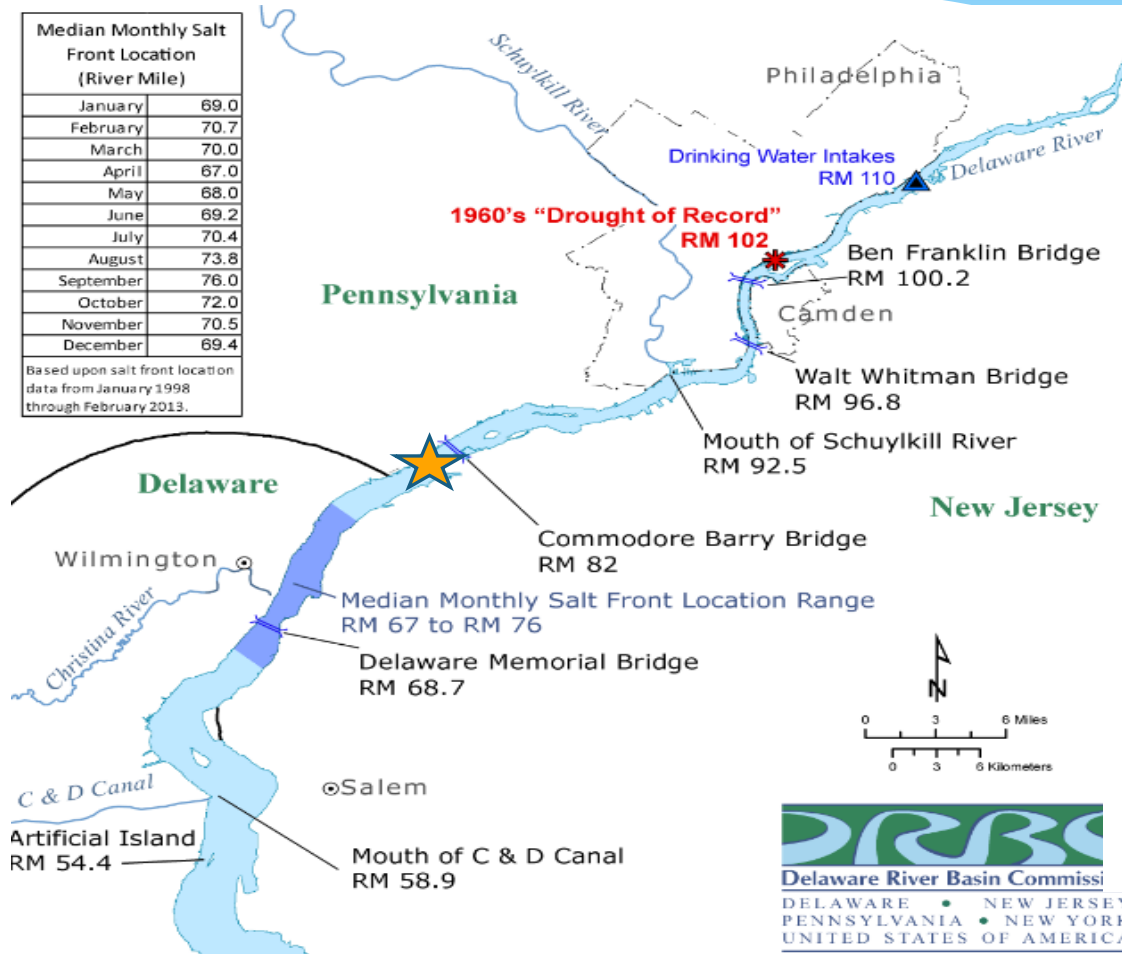 Median Monthly Salt
Front Location
(River Mile)
January 69.0
February 70.7
March 70.0
April 67.0
May 68.0
June 69.2
July 70.4
August 73.8
September 76.0
October 72.0
November 70.5
December 69.4
Based upon salt front location
data from January 1998
through February 2013.
Schuylkill River
Philadelphia
Drinking Water Intakes
RM 110
Delaware River
1960's “Drought of Record”
RM 102
Ben Franklin Bridge
RM 100.2
Pennsylvania
Camden
Walt Whitman Bridge
RM 96.8
Mouth of Schuylkill River
RM 92.5
Delaware
New Jersey
Commodore Barry Bridge
RM 82
Wilmington
Median Monthly Salt Front Location Range
RM 67 to RM 76
Christina River
Delaware Memorial Bridge
RM 68.7
N
0 3 6 Miles
0 3 6 Kilometers
C & D Canal
Salem
Artificial Island
RM 54.4
Mouth of C & D Canal
RM 58.9
DRBC
Delaware River Basin Commissi
DELAWARE • NEW JERSEY
PENNSYLVANIA • NEW YORK
UNITED STATES OF AMERICA